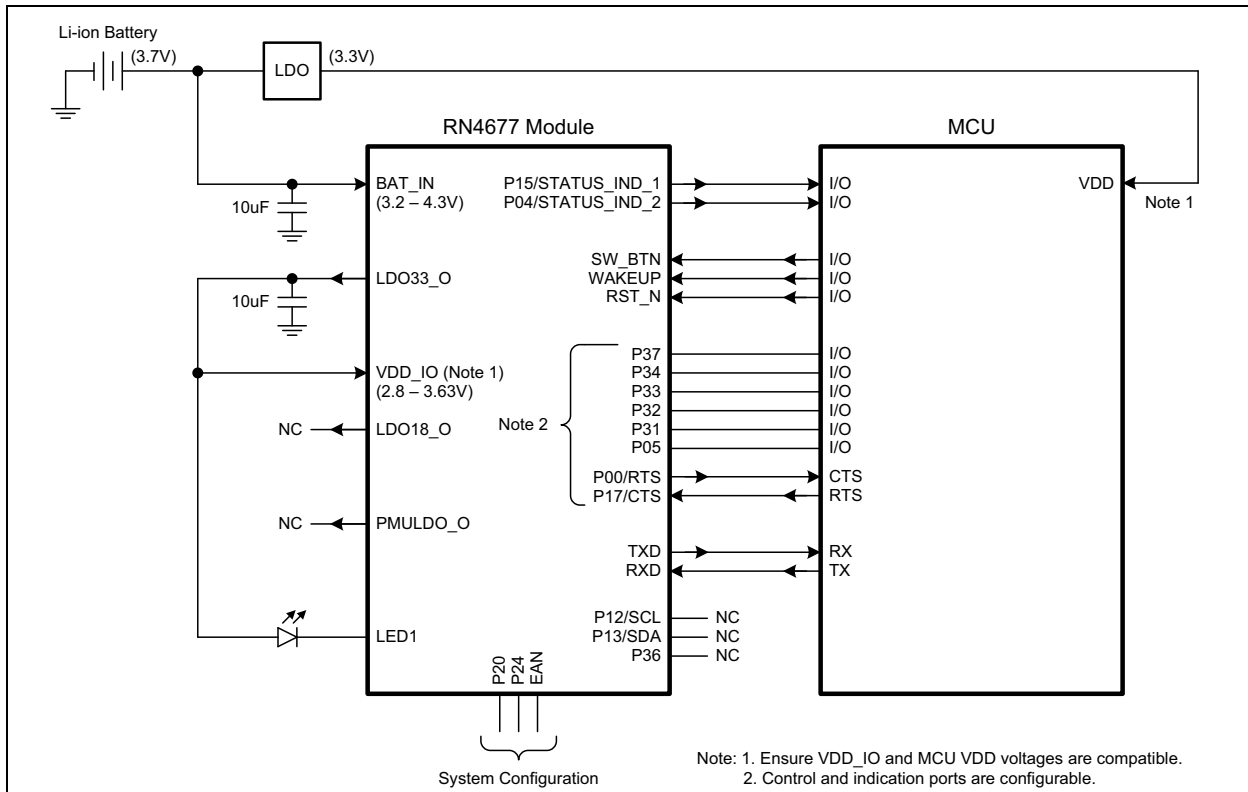 Li-ion Battery
(3.7V)
LDO
(3.3V)
RN4677 Module
MCU
BAT_IN
(3.2 – 4.3V)
10uF
LDO33_O
10uF
VDD_IO (Note 1)
(2.8 – 3.63V)
NC
LDO18_O
NC
PMULDO_O
LED1
P15/STATUS_IND_1
P04/STATUS_IND_2
SW_BTN
WAKEUP
RST_N
Note 2
P37
P34
P33
P32
P31
P05
P00/RTS
P17/CTS
TXD
RXD
P12/SCL
P13/SDA
P36
NC
NC
NC
P20
P24
EAN
System Configuration
I/O
I/O
I/O
I/O
I/O
I/O
I/O
I/O
I/O
I/O
I/O
CTS
RTS
RX
TX
VDD
Note 1
Note: 1. Ensure VDD_IO and MCU VDD voltages are compatible.
2. Control and indication ports are configurable.